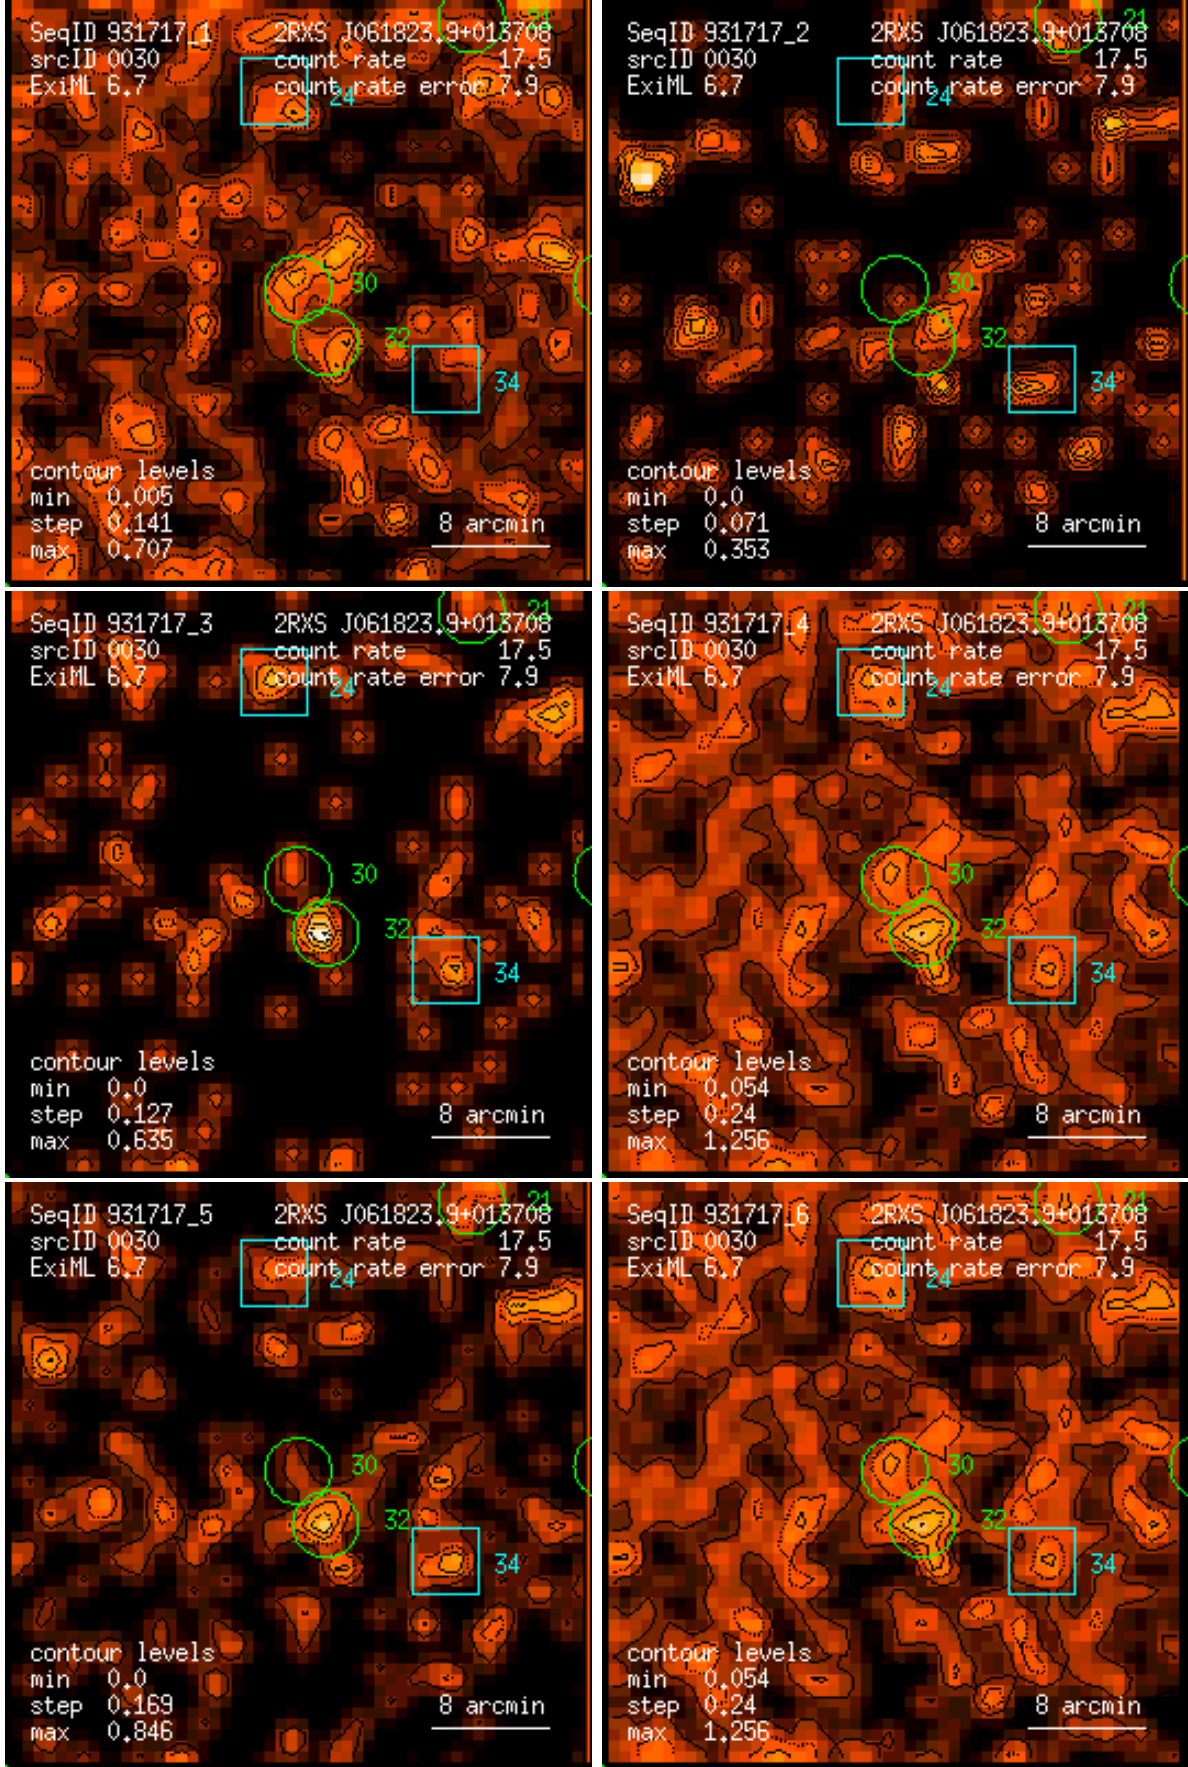 21
SeqID 931717_1 2RXS J061823.9+013708
srcID 0030 count rate 17.5
ExiML 6.7 count rate error 7.9
24
30
32
34
contour levels
min 0.005
step 0.141
max 0.707
8 arcmin
21
SeqID 931717_2 2RXS J061823.9+013708
srcID 0030 count rate 17.5
ExiML 6.7 count rate error 7.9
24
30
32
34
contour levels
min 0.0
step 0.071
max 0.353
8 arcmin
21
SeqID 931717_3 2RXS J061823.9+013708
srcID 0030 count rate 17.5
ExiML 6.7 count rate error 7.9
24
30
32
34
contour levels
min 0.0
step 0.127
max 0.635
8 arcmin
21
SeqID 931717_4 2RXS J061823.9+013708
srcID 0030 count rate 17.5
ExiML 6.7 count rate error 7.9
24
30
32
34
contour levels
min 0.054
step 0.24
max 1.256
8 arcmin
21
SeqID 931717_5 2RXS J061823.9+013708
srcID 0030 count rate 17.5
ExiML 6.7 count rate error 7.9
24
30
32
34
contour levels
min 0.0
step 0.169
max 0.846
8 arcmin
21
SeqID 931717_6 2RXS J061823.9+013708
srcID 0030 count rate 17.5
ExiML 6.7 count rate error 7.9
24
30
32
34
contour levels
min 0.054
step 0.24
max 1.256
8 arcmin